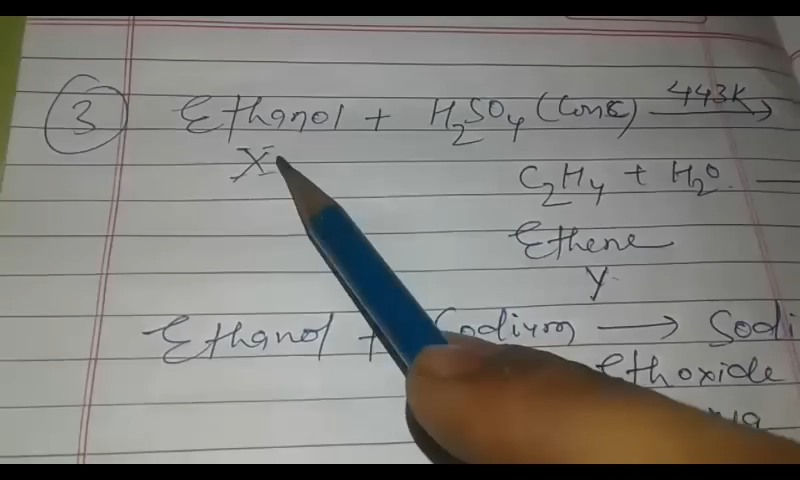 3 Ethanol + H2SO4 (Conc) 443K →
X
C2H4 + H2O. —
Ethene
Y
Ethanol + Sodium → Sodi
Ethoxide